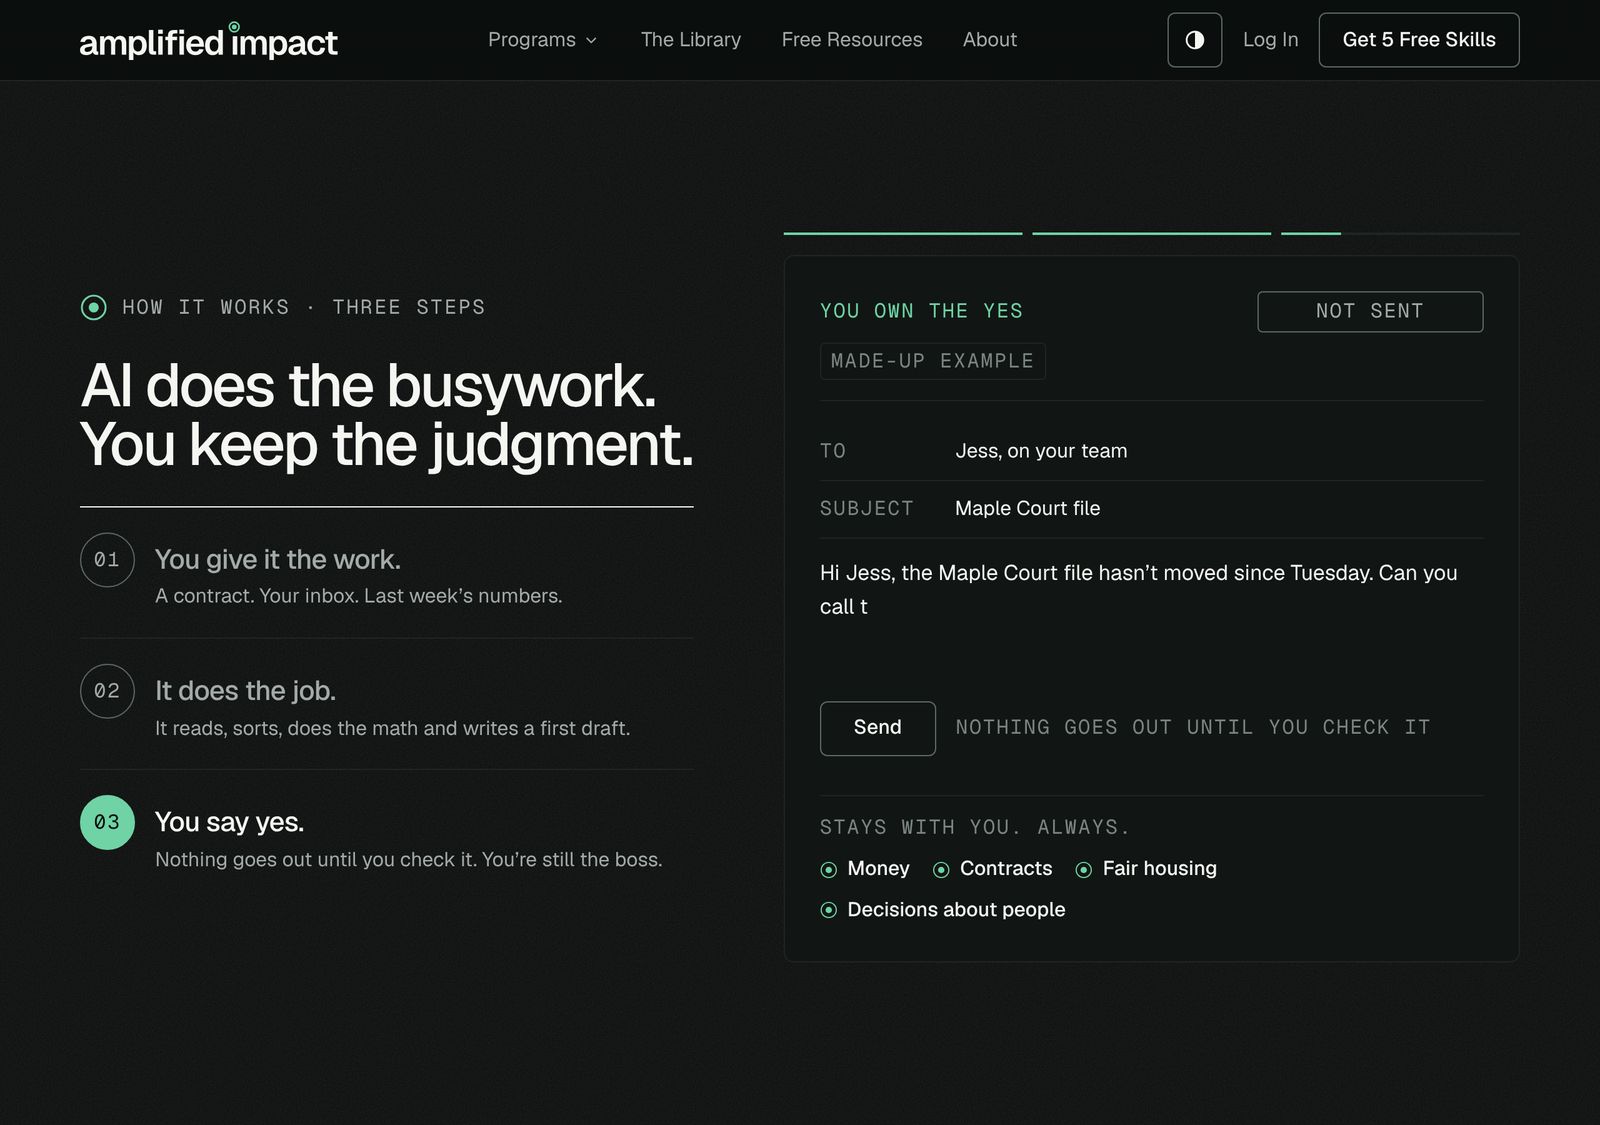 amplified impact
Programs
The Library
Free Resources
About
Log In
Get 5 Free Skills
HOW IT WORKS · THREE STEPS
AI does the busywork.
You keep the judgment.
01
You give it the work.
A contract. Your inbox. Last week’s numbers.
02
It does the job.
It reads, sorts, does the math and writes a first draft.
03
You say yes.
Nothing goes out until you check it. You’re still the boss.
YOU OWN THE YES
NOT SENT
MADE-UP EXAMPLE
TO Jess, on your team
SUBJECT Maple Court file
Hi Jess, the Maple Court file hasn’t moved since Tuesday. Can you
call t
Send
NOTHING GOES OUT UNTIL YOU CHECK IT
STAYS WITH YOU. ALWAYS.
Money
Contracts
Fair housing
Decisions about people